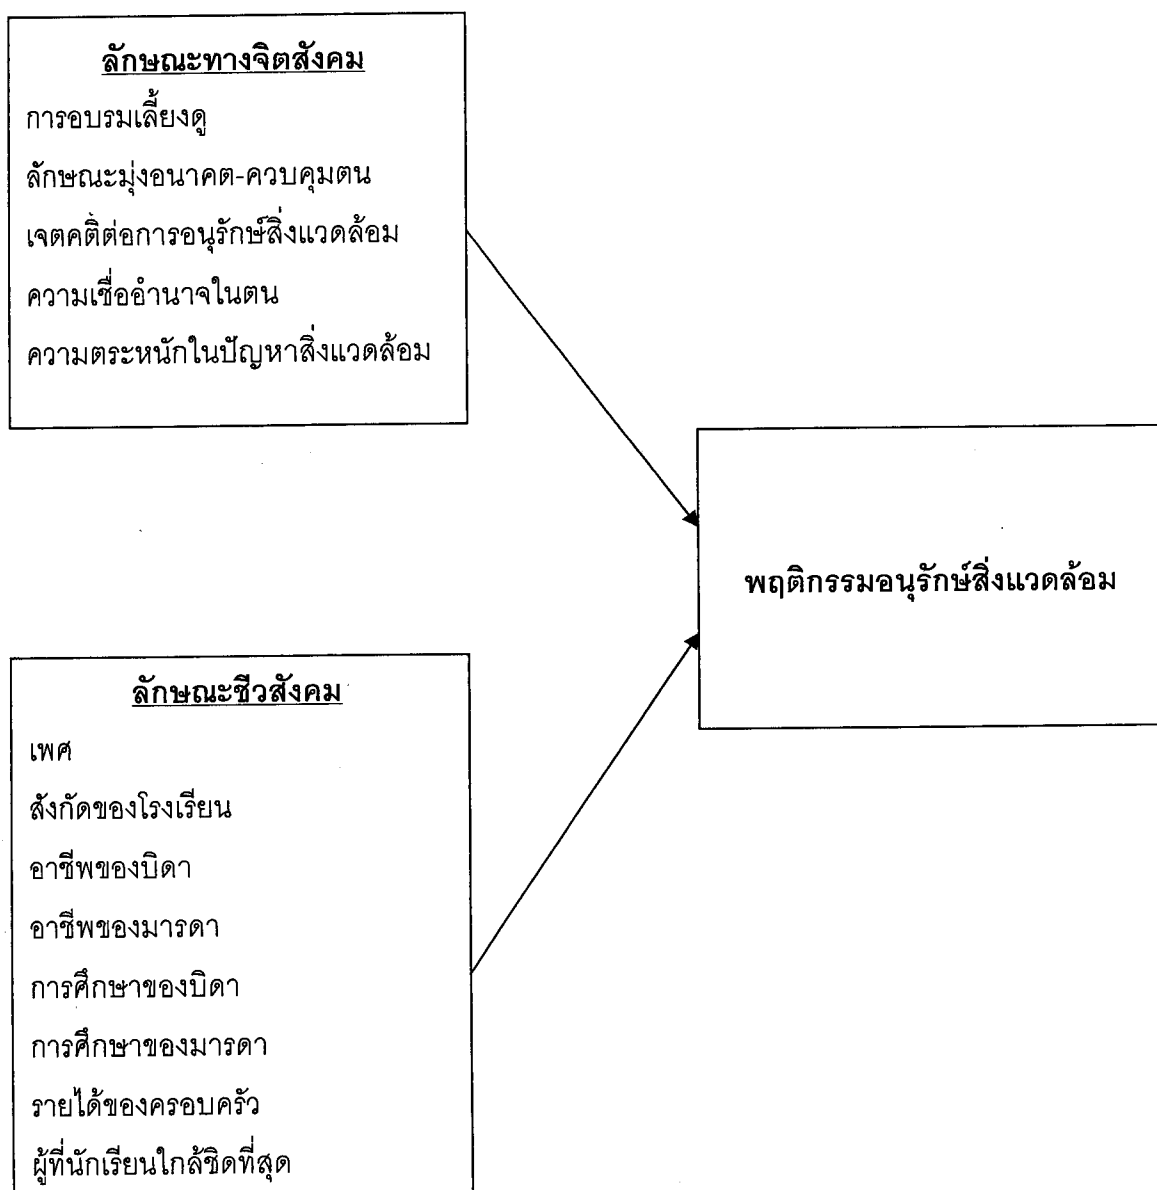 ลักษณะทางจิตสังคม
การอบรมเลี้ยงดู
ลักษณะมุ่งอนาคต-ควบคุมตน
เจตคติต่อการอนุรักษ์สิ่งแวดล้อม
ความเชื่ออำนาจในตน
ความตระหนักในปัญหาสิ่งแวดล้อม
พฤติกรรมอนุรักษ์สิ่งแวดล้อม
ลักษณะชีวสังคม
เพศ
สังกัดของโรงเรียน
อาชีพของบิดา
อาชีพของมารดา
การศึกษาของบิดา
การศึกษาของมารดา
รายได้ของครอบครัว
ผู้ที่นักเรียนใกล้ชิดที่สุด